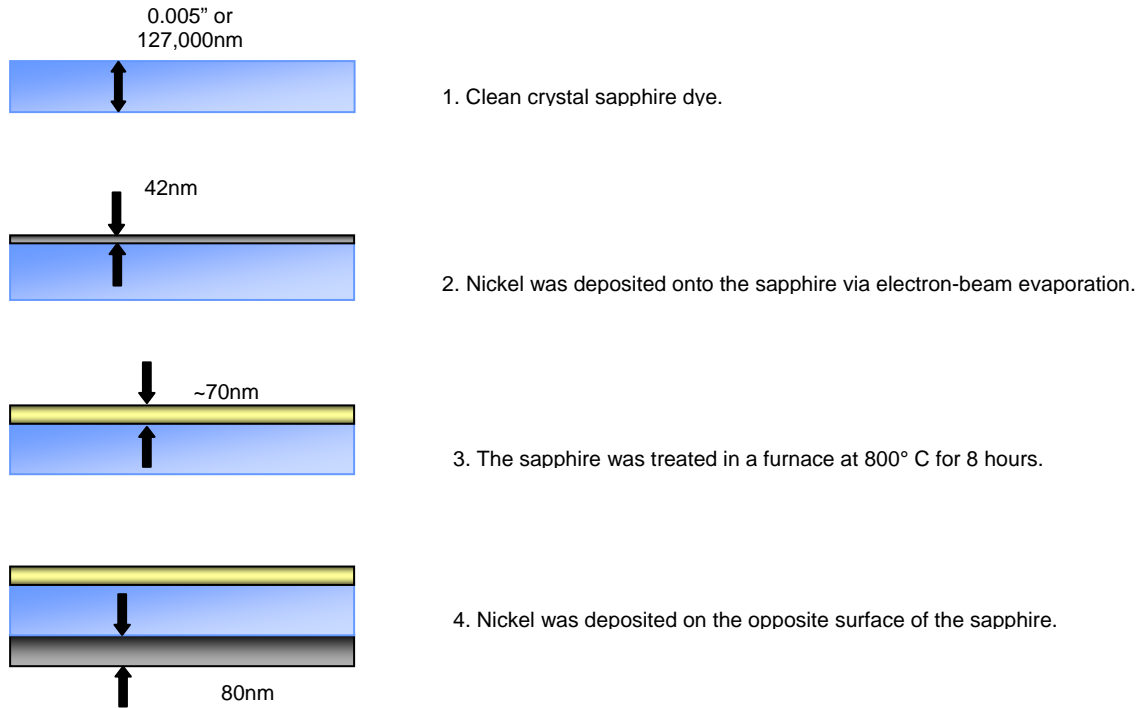 0.005” or
127,000nm
1. Clean crystal sapphire dye.
42nm
2. Nickel was deposited onto the sapphire via electron-beam evaporation.
~70nm
3. The sapphire was treated in a furnace at 800° C for 8 hours.
4. Nickel was deposited on the opposite surface of the sapphire.
80nm